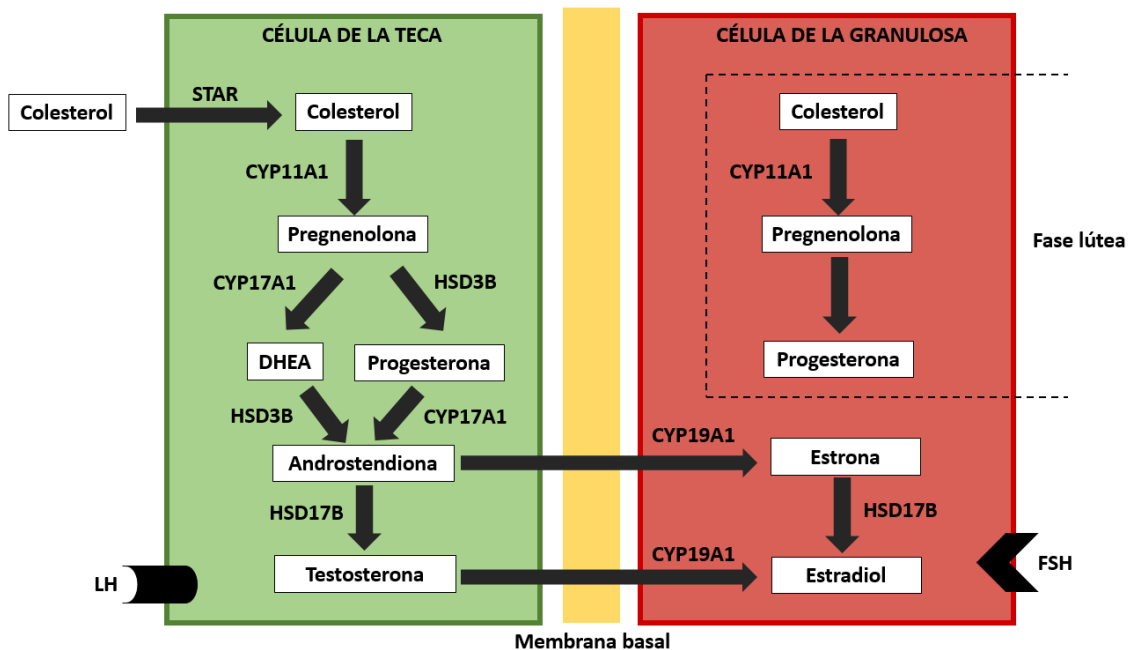 CÉLULA DE LA TECA
CÉLULA DE LA GRANULOSA
Colesterol
STAR
Colesterol
Colesterol
CYP11A1
CYP11A1
Pregnenolona
Pregnenolona
Fase lútea
CYP17A1
HSD3B
DHEA
Progesterona
Progesterona
HSD3B
CYP17A1
CYP19A1
Androstendiona
Estrona
HSD17B
HSD17B
CYP19A1
Testosterona
Estradiol
LH
FSH
Membrana basal